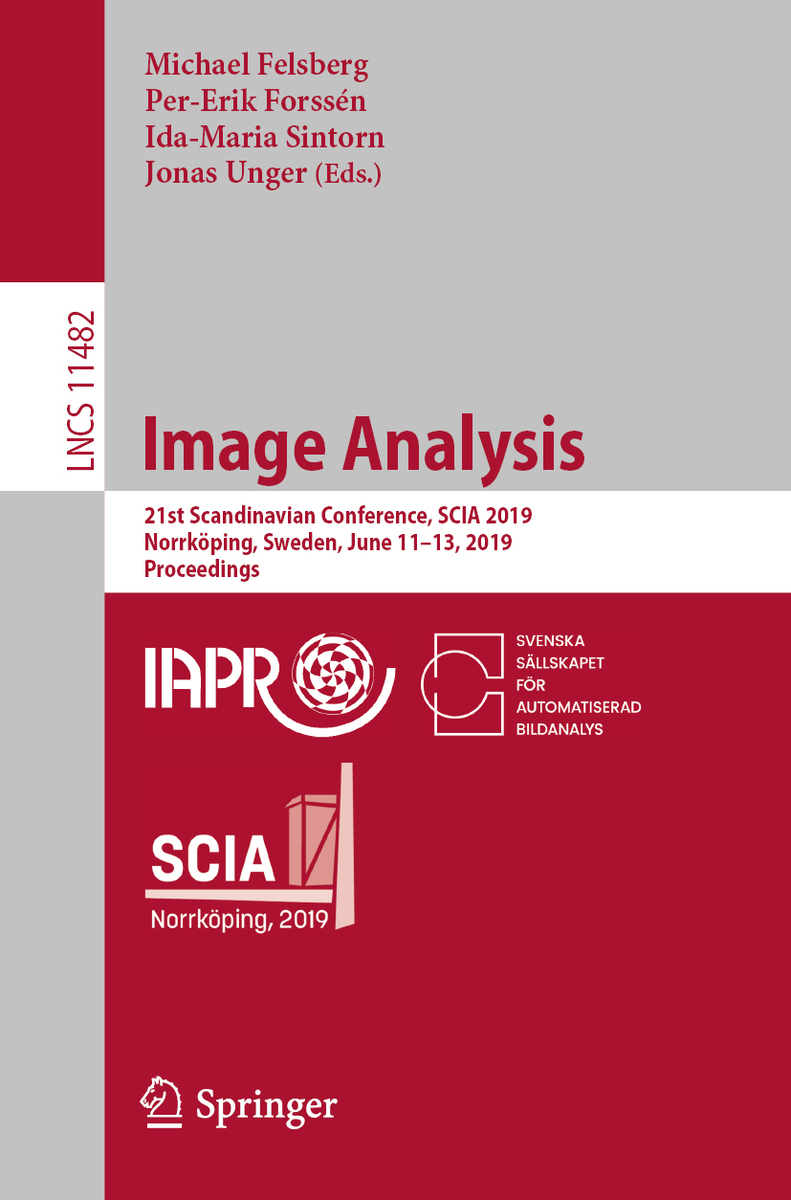 Michael Felsberg
Per-Erik Forssén
Ida-Maria Sintorn
Jonas Unger (Eds.)
LNCS 11482
Image Analysis
21st Scandinavian Conference, SCIA 2019
Norrköping, Sweden, June 11–13, 2019
Proceedings
IAPR
SVENSKA
SÄLLSKAPET
FÖR
AUTOMATISERAD
BILDANALYS
SCIA
Norrköping, 2019
Springer